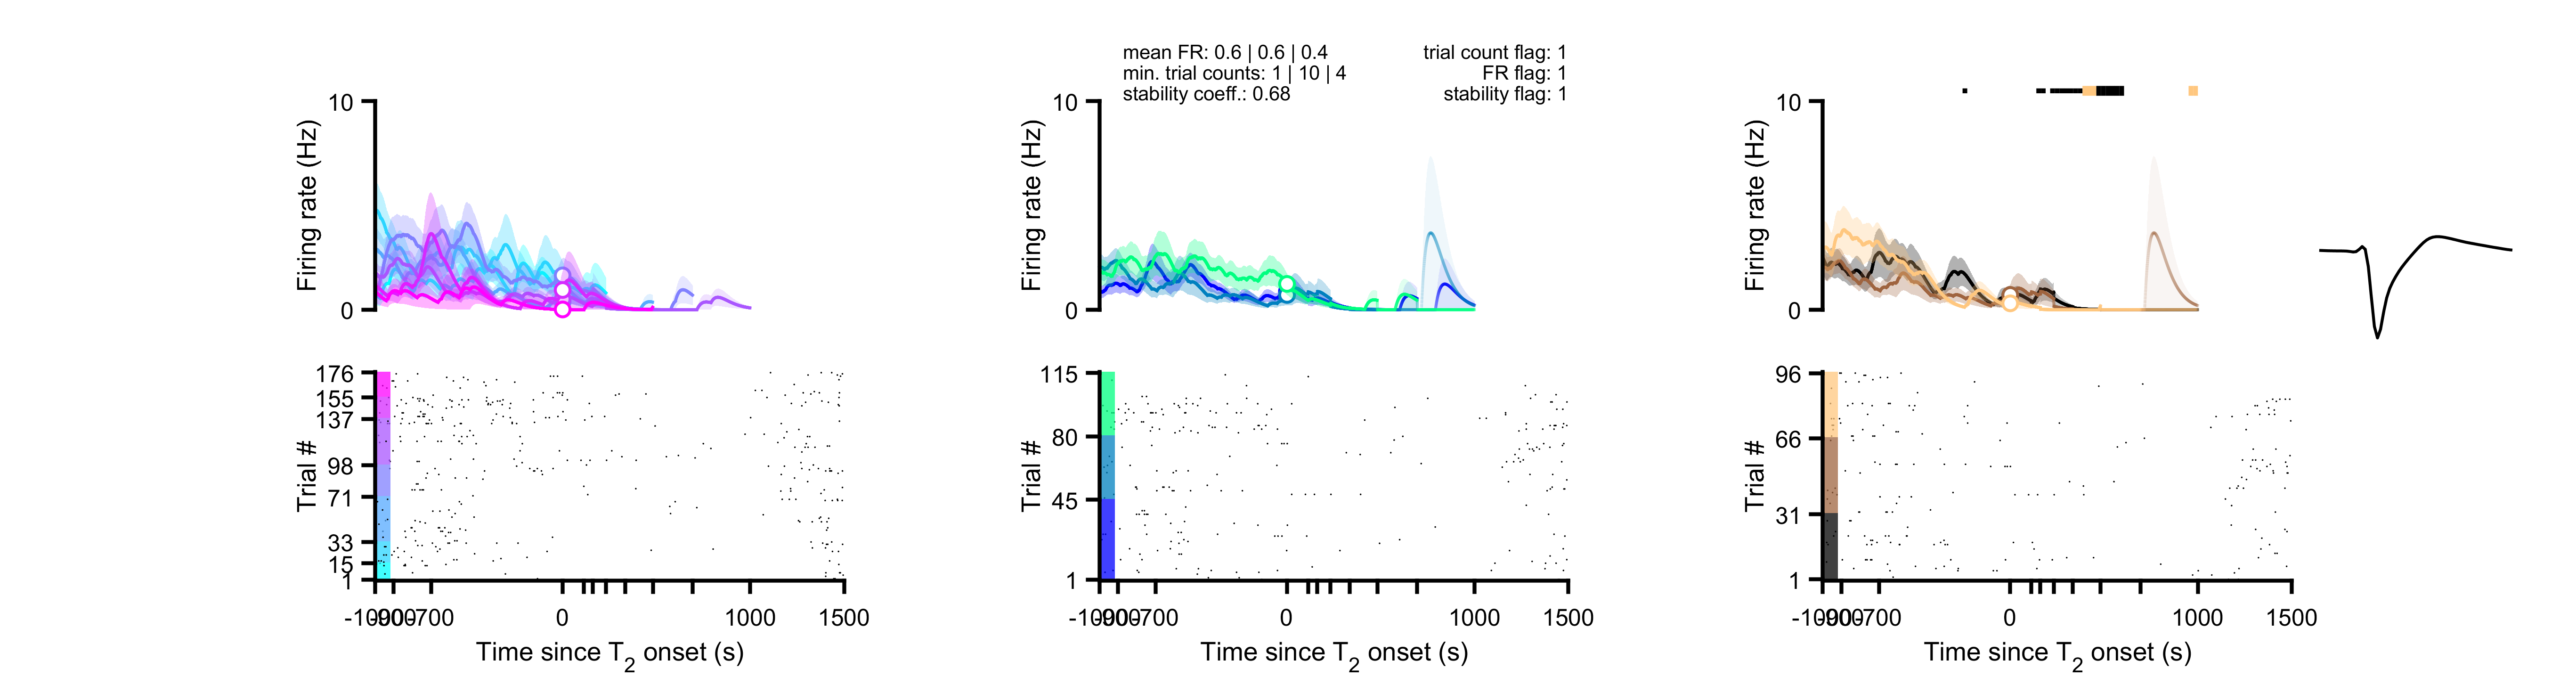 mean FR: 0.6 | 0.6 | 0.4
min. trial counts: 1 | 10 | 4
stability coeff.: 0.68
trial count flag: 1
FR flag: 1
stability flag: 1
10
0
Firing rate (Hz)
10
0
Firing rate (Hz)
10
0
Firing rate (Hz)
176
155
137
98
71
33
15
1
Trial #
-700
0
1000
1500
Time since T2 onset (s)
115
80
45
1
Trial #
-700
0
1000
1500
Time since T2 onset (s)
96
66
31
1
Trial #
-700
0
1000
1500
Time since T2 onset (s)